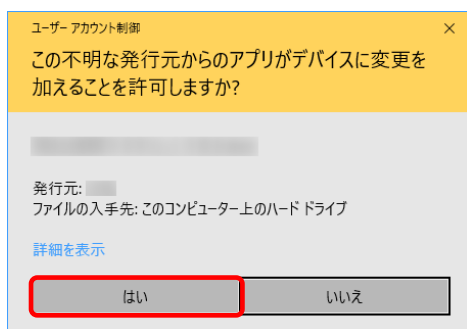 ユーザー アカウント制御
この不明な発行元からのアプリがデバイスに変更を
加えることを許可しますか?
発行元:
ファイルの入手先: このコンピューター上のハード ドライブ
詳細を表示
はい
いいえ